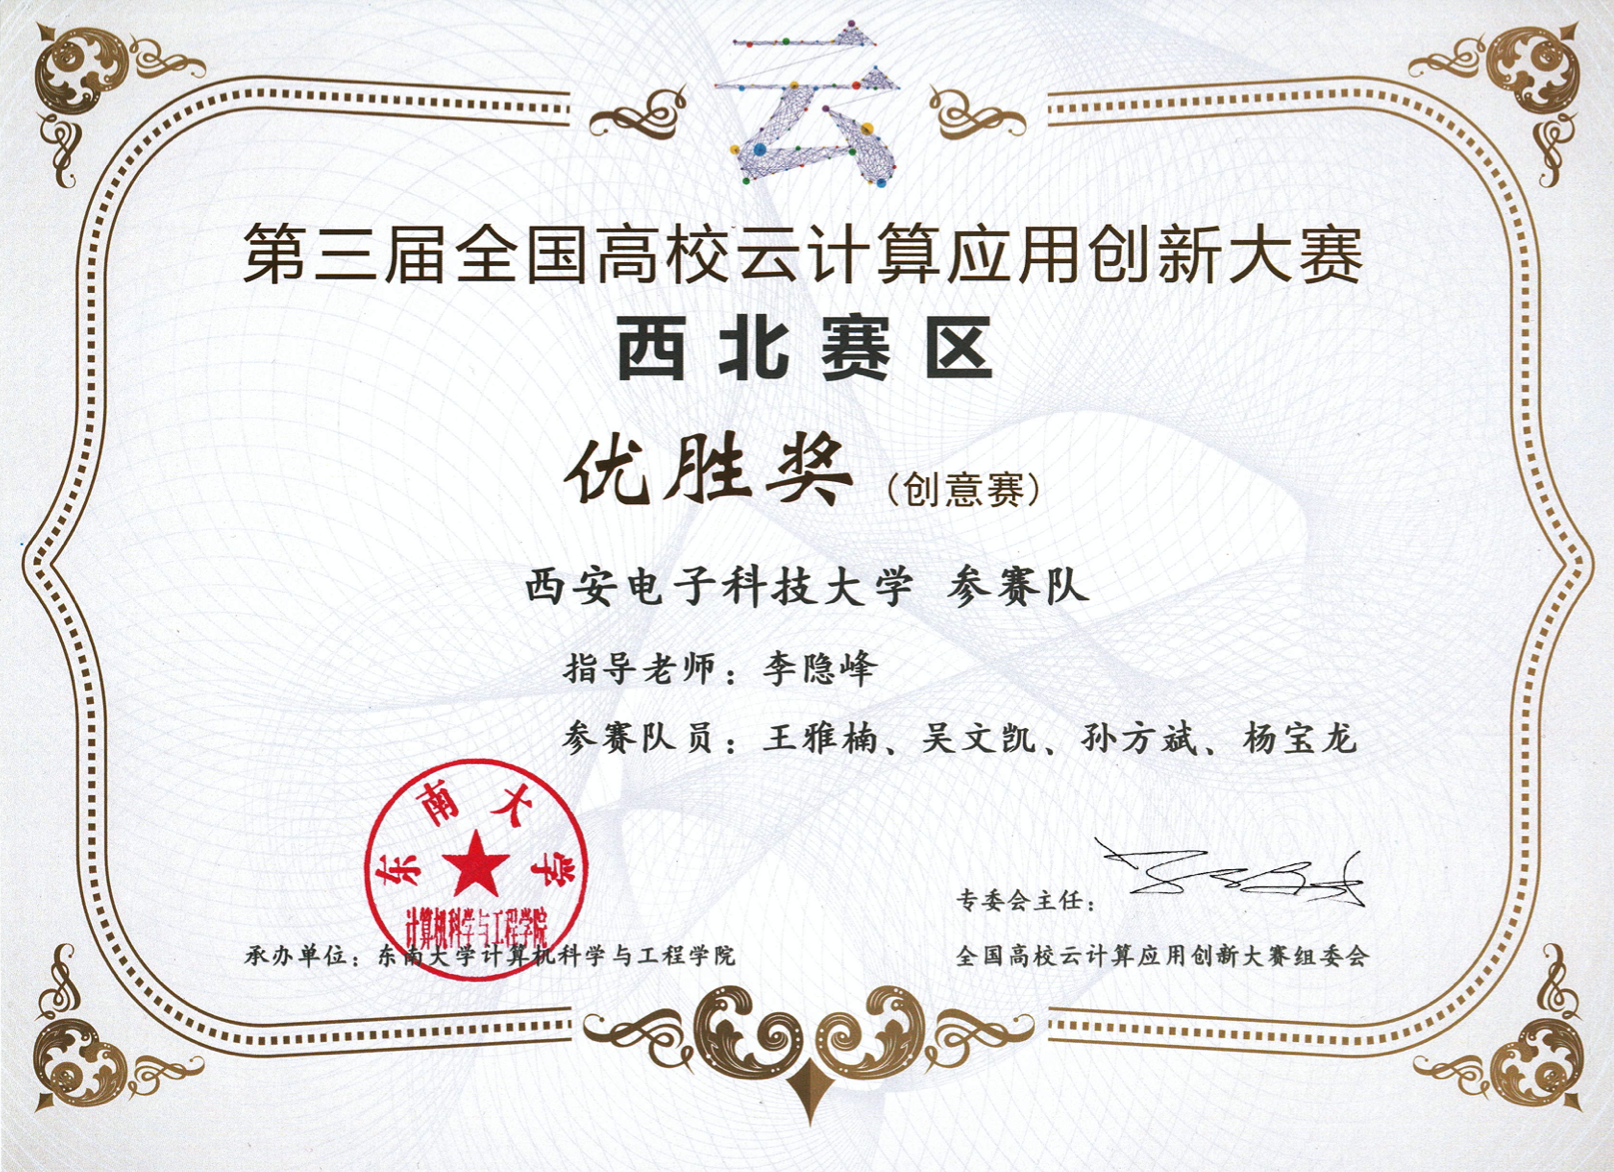 云
第三届全国高校云计算应用创新大赛
西北赛区
优胜奖（创意赛）
西安电子科技大学 参赛队
指导老师：李隐峰
参赛队员：王雅楠、吴文凯、孙方斌、杨宝龙
东南大学
计算机科学与工程学院
专委会主任：
承办单位：东南大学计算机科学与工程学院
全国高校云计算应用创新大赛组委会